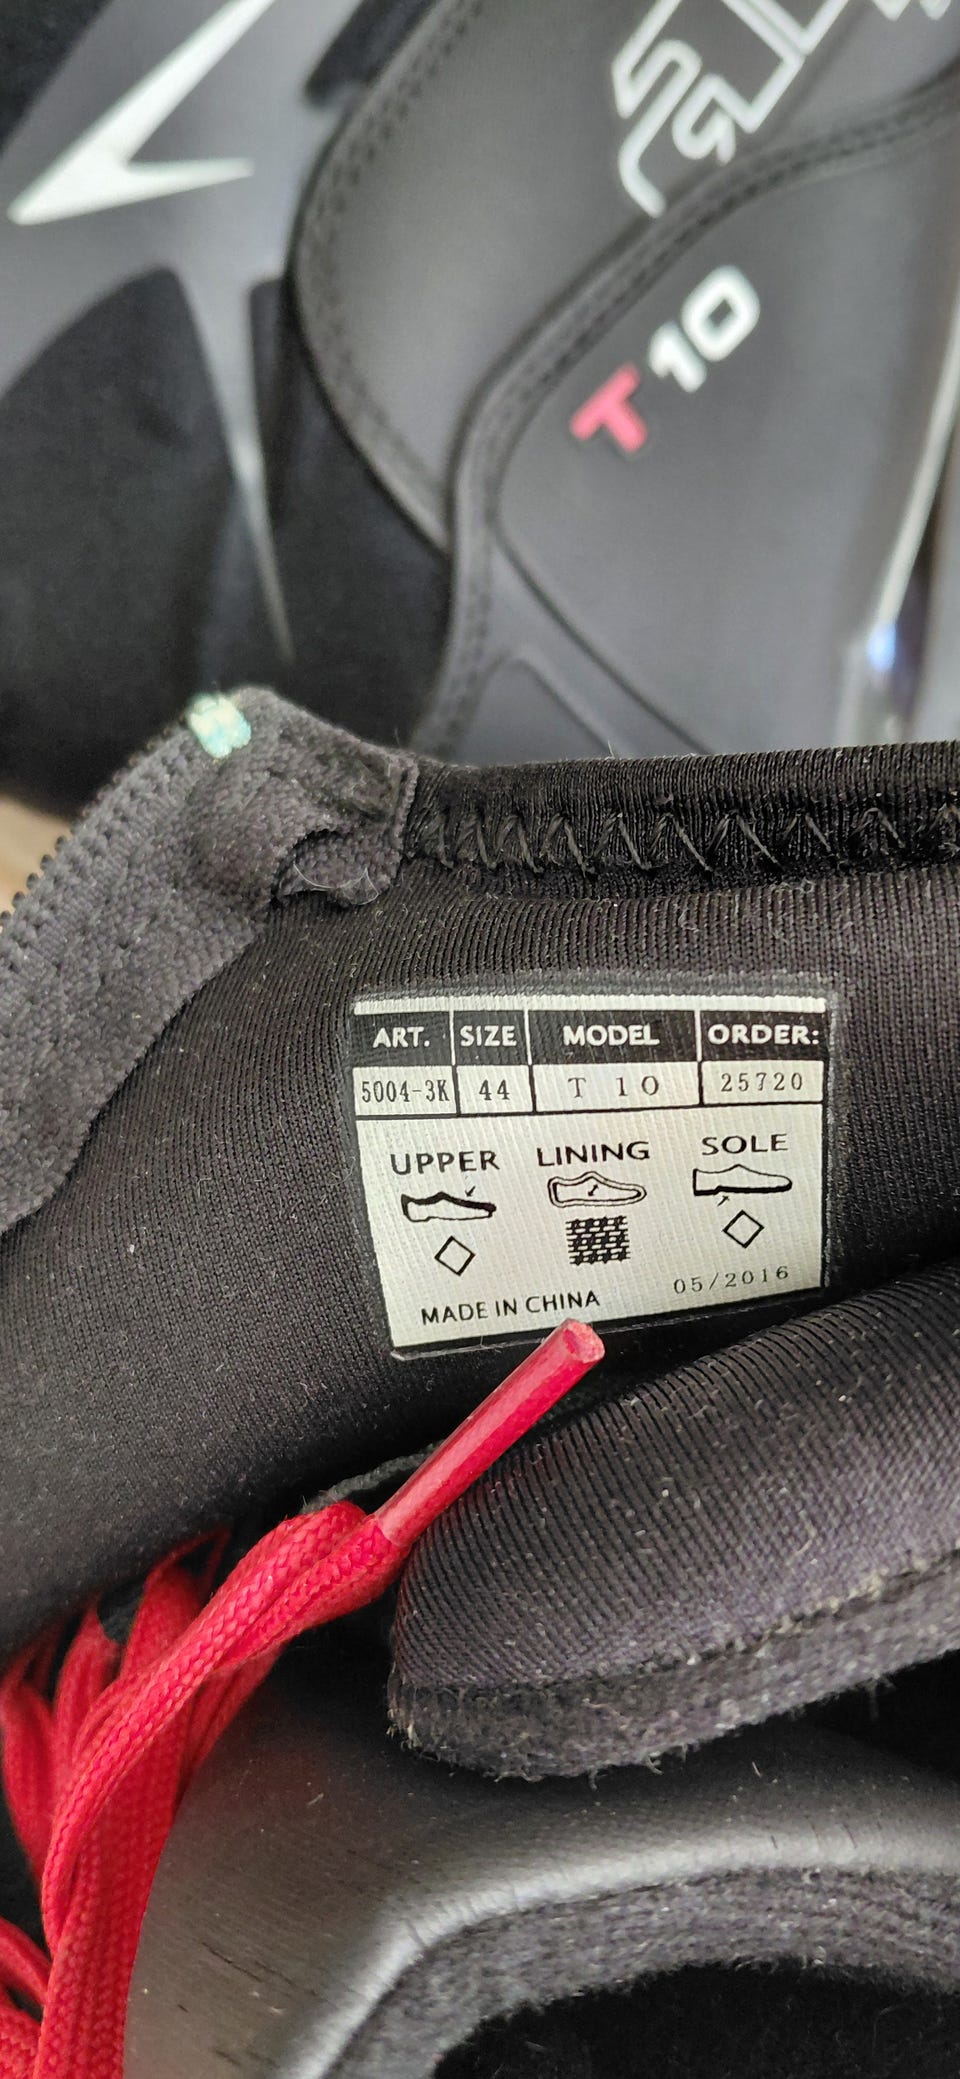 T10
ART. SIZE MODEL ORDER:
5004-3K 44 T 10 25720
UPPER LINING SOLE
05/2016
MADE IN CHINA